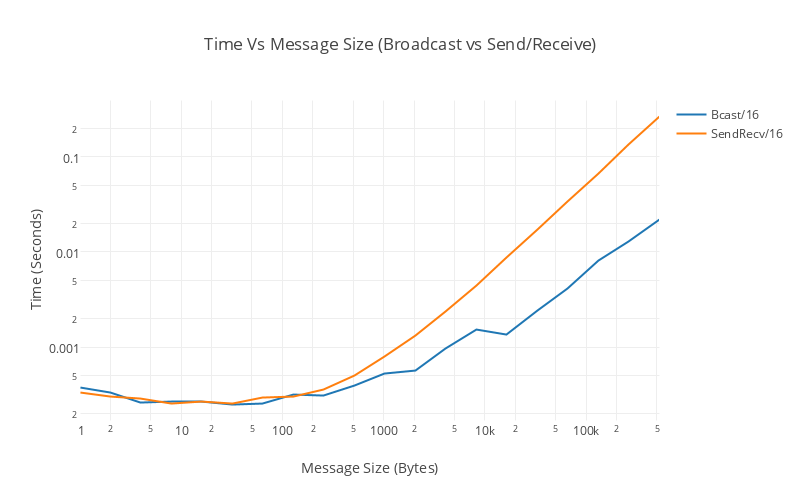 Time Vs Message Size (Broadcast vs Send/Receive)
Bcast/16
SendRecv/16
Time (Seconds)
2
0.1
5
2
0.01
5
2
0.001
5
2
1 2 5 10 2 5 100 2 5 1000 2 5 10k 2 5 100k 2 5
Message Size (Bytes)